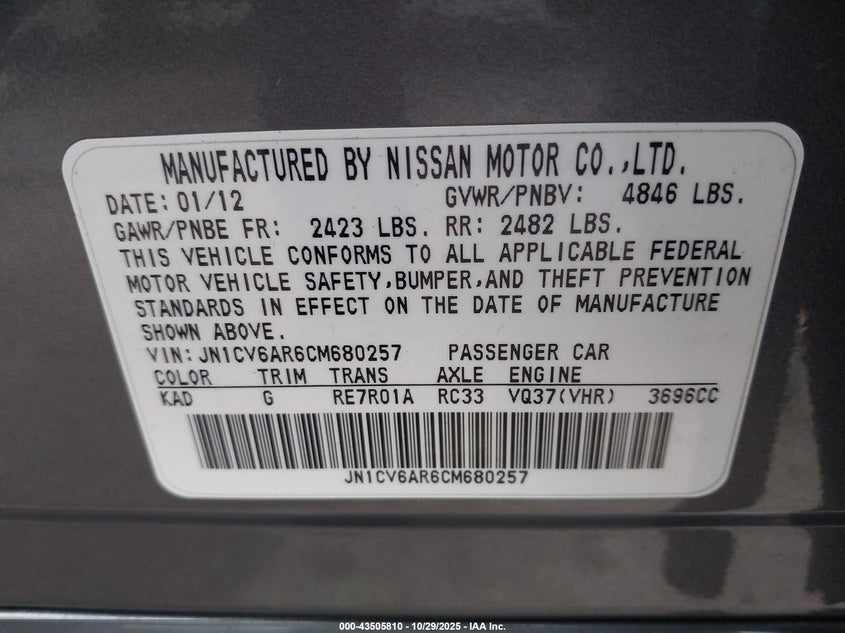 MANUFACTURED BY NISSAN MOTOR CO.,LTD.
DATE: 01/12 GVWR/PNBV: 4846 LBS.
GAWR/PNBE FR: 2423 LBS. RR: 2482 LBS.
THIS VEHICLE CONFORMS TO ALL APPLICABLE FEDERAL
MOTOR VEHICLE SAFETY,BUMPER,AND THEFT PREVENTION
STANDARDS IN EFFECT ON THE DATE OF MANUFACTURE
SHOWN ABOVE.
VIN: JN1CV6AR6CM680257 PASSENGER CAR
COLOR TRIM TRANS AXLE ENGINE
KAD G RE7R01A RC33 VQ37(VHR) 3696CC
JN1CV6AR6CM680257
000-43505810 - 10/29/2025 - IAA Inc.